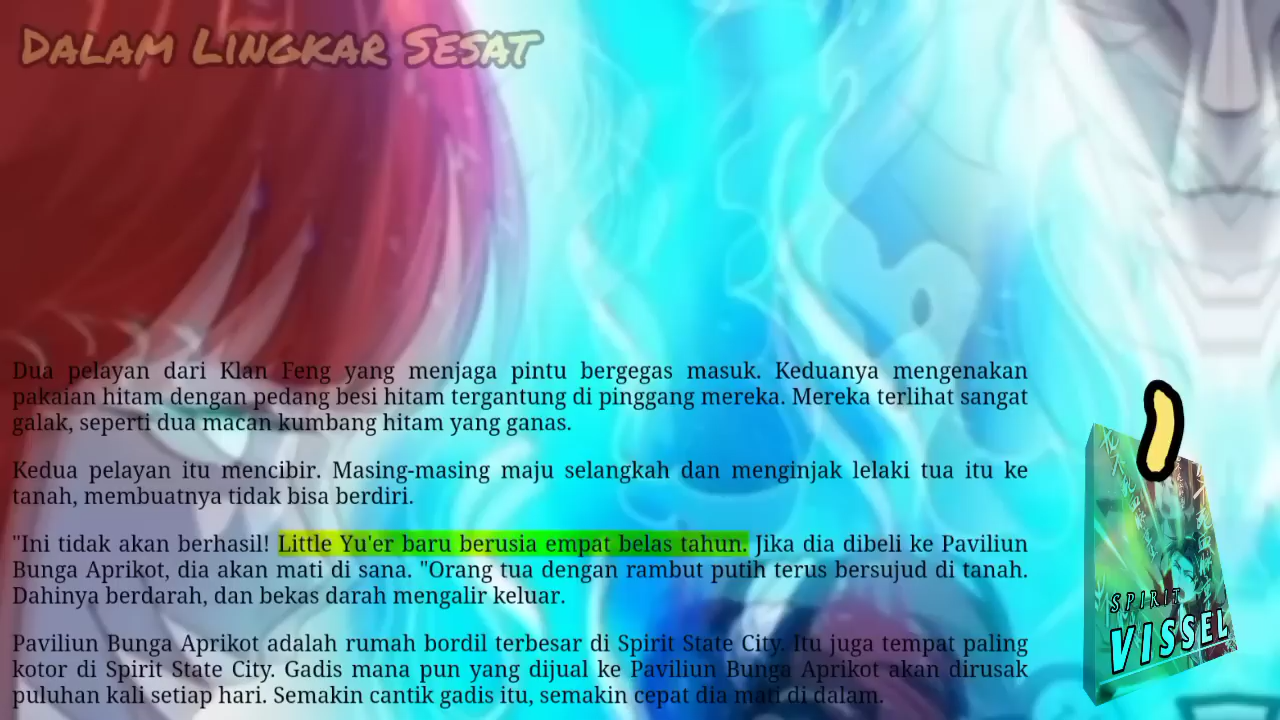 Dalam Lingkar Sesat
Dua pelayan dari Klan Feng yang menjaga pintu bergegas masuk. Keduanya mengenakan
pakaian hitam dengan pedang besi hitam tergantung di pinggang mereka. Mereka terlihat sangat
galak, seperti dua macan kumbang hitam yang ganas.
Kedua pelayan itu mencibir. Masing-masing maju selangkah dan menginjak lelaki tua itu ke
tanah, membuatnya tidak bisa berdiri.
"Ini tidak akan berhasil! Little Yu'er baru berusia empat belas tahun. Jika dia dibeli ke Paviliun
Bunga Aprikot, dia akan mati di sana. "Orang tua dengan rambut putih terus bersujud di tanah.
Dahinya berdarah, dan bekas darah mengalir keluar.
Paviliun Bunga Aprikot adalah rumah bordil terbesar di Spirit State City. Itu juga tempat paling
kotor di Spirit State City. Gadis mana pun yang dijual ke Paviliun Bunga Aprikot akan dirusak
puluhan kali setiap hari. Semakin cantik gadis itu, semakin cepat dia mati di dalam.
SPIRIT
VISSEL